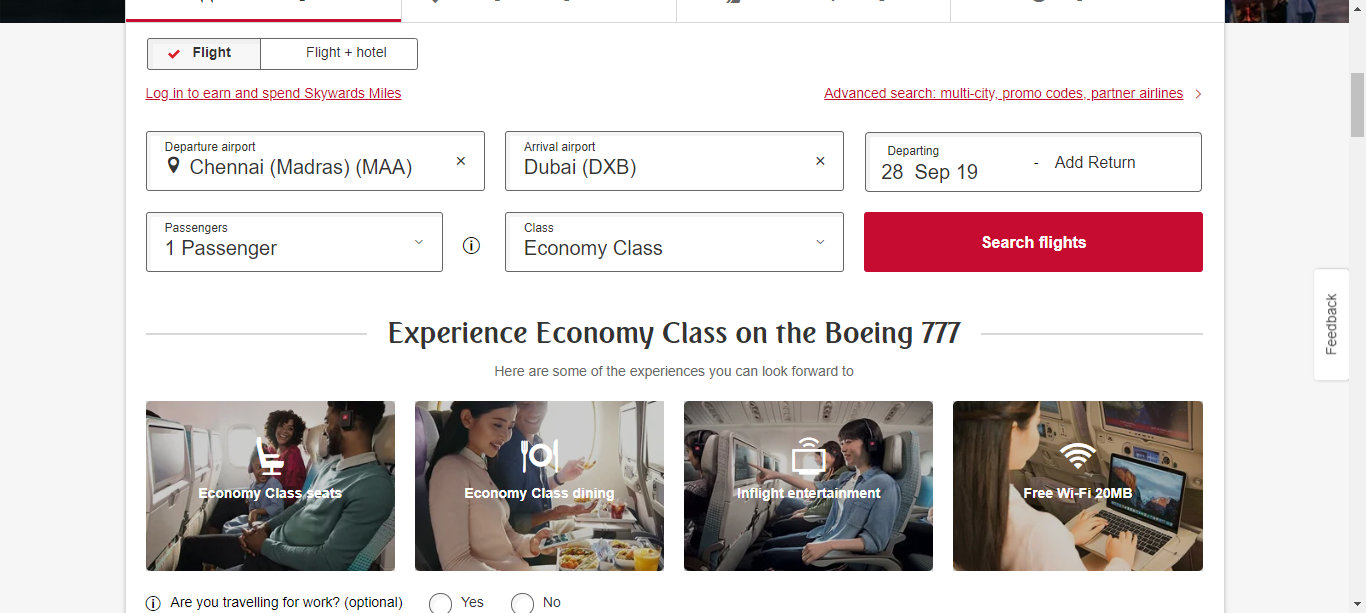 Flight
Flight + hotel
Log in to earn and spend Skywards Miles
Advanced search: multi-city, promo codes, partner airlines
Departure airport
Chennai (Madras) (MAA)
Arrival airport
Dubai (DXB)
Departing
28 Sep 19
- Add Return
Passengers
1 Passenger
Class
Economy Class
Search flights
Feedback
Experience Economy Class on the Boeing 777
Here are some of the experiences you can look forward to
Economy Class seats
Economy Class dining
Inflight entertainment
Free Wi-Fi 20MB
Are you travelling for work? (optional)
Yes
No